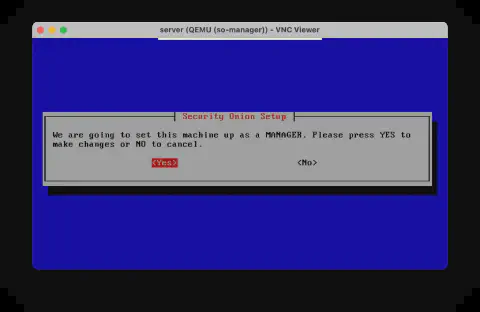 server (QEMU (so-manager)) - VNC Viewer
Security Onion Setup
We are going to set this machine up as a MANAGER. Please press YES to
make changes or NO to cancel.
<Yes> <No>